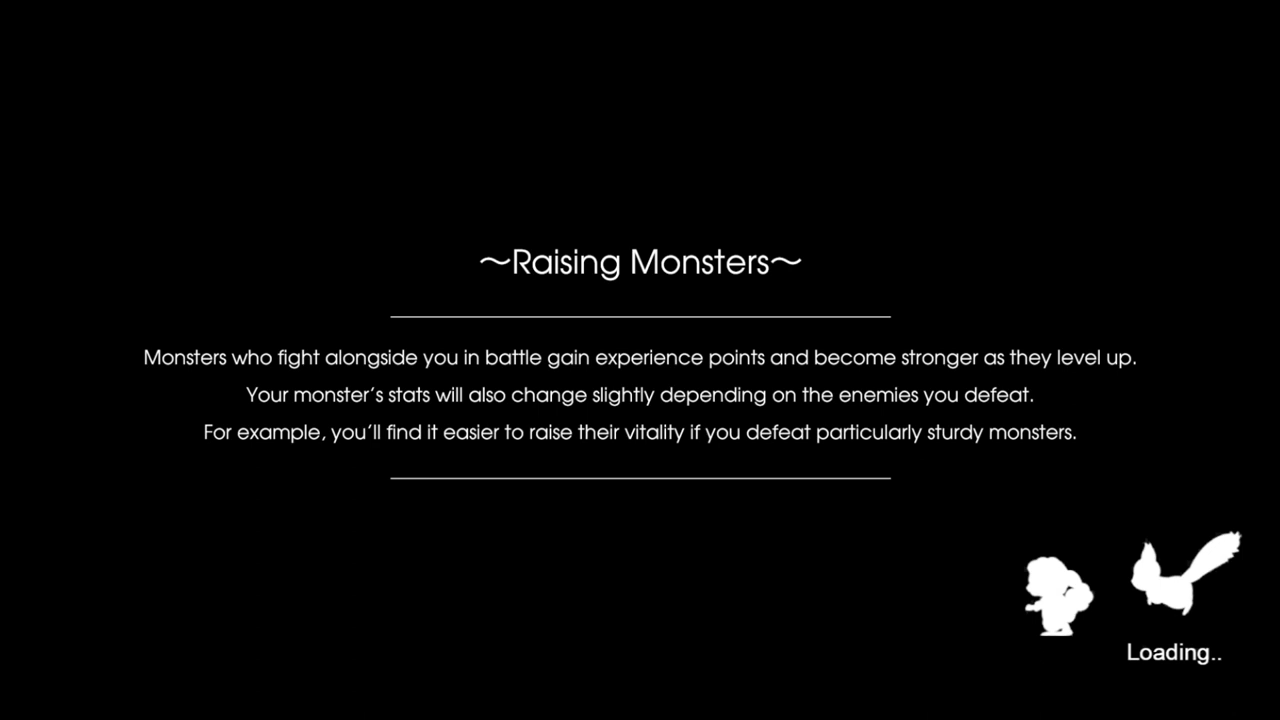 ～Raising Monsters～
Monsters who fight alongside you in battle gain experience points and become stronger as they level up.
Your monster's stats will also change slightly depending on the enemies you defeat.
For example, you'll find it easier to raise their vitality if you defeat particularly sturdy monsters.
Loading..